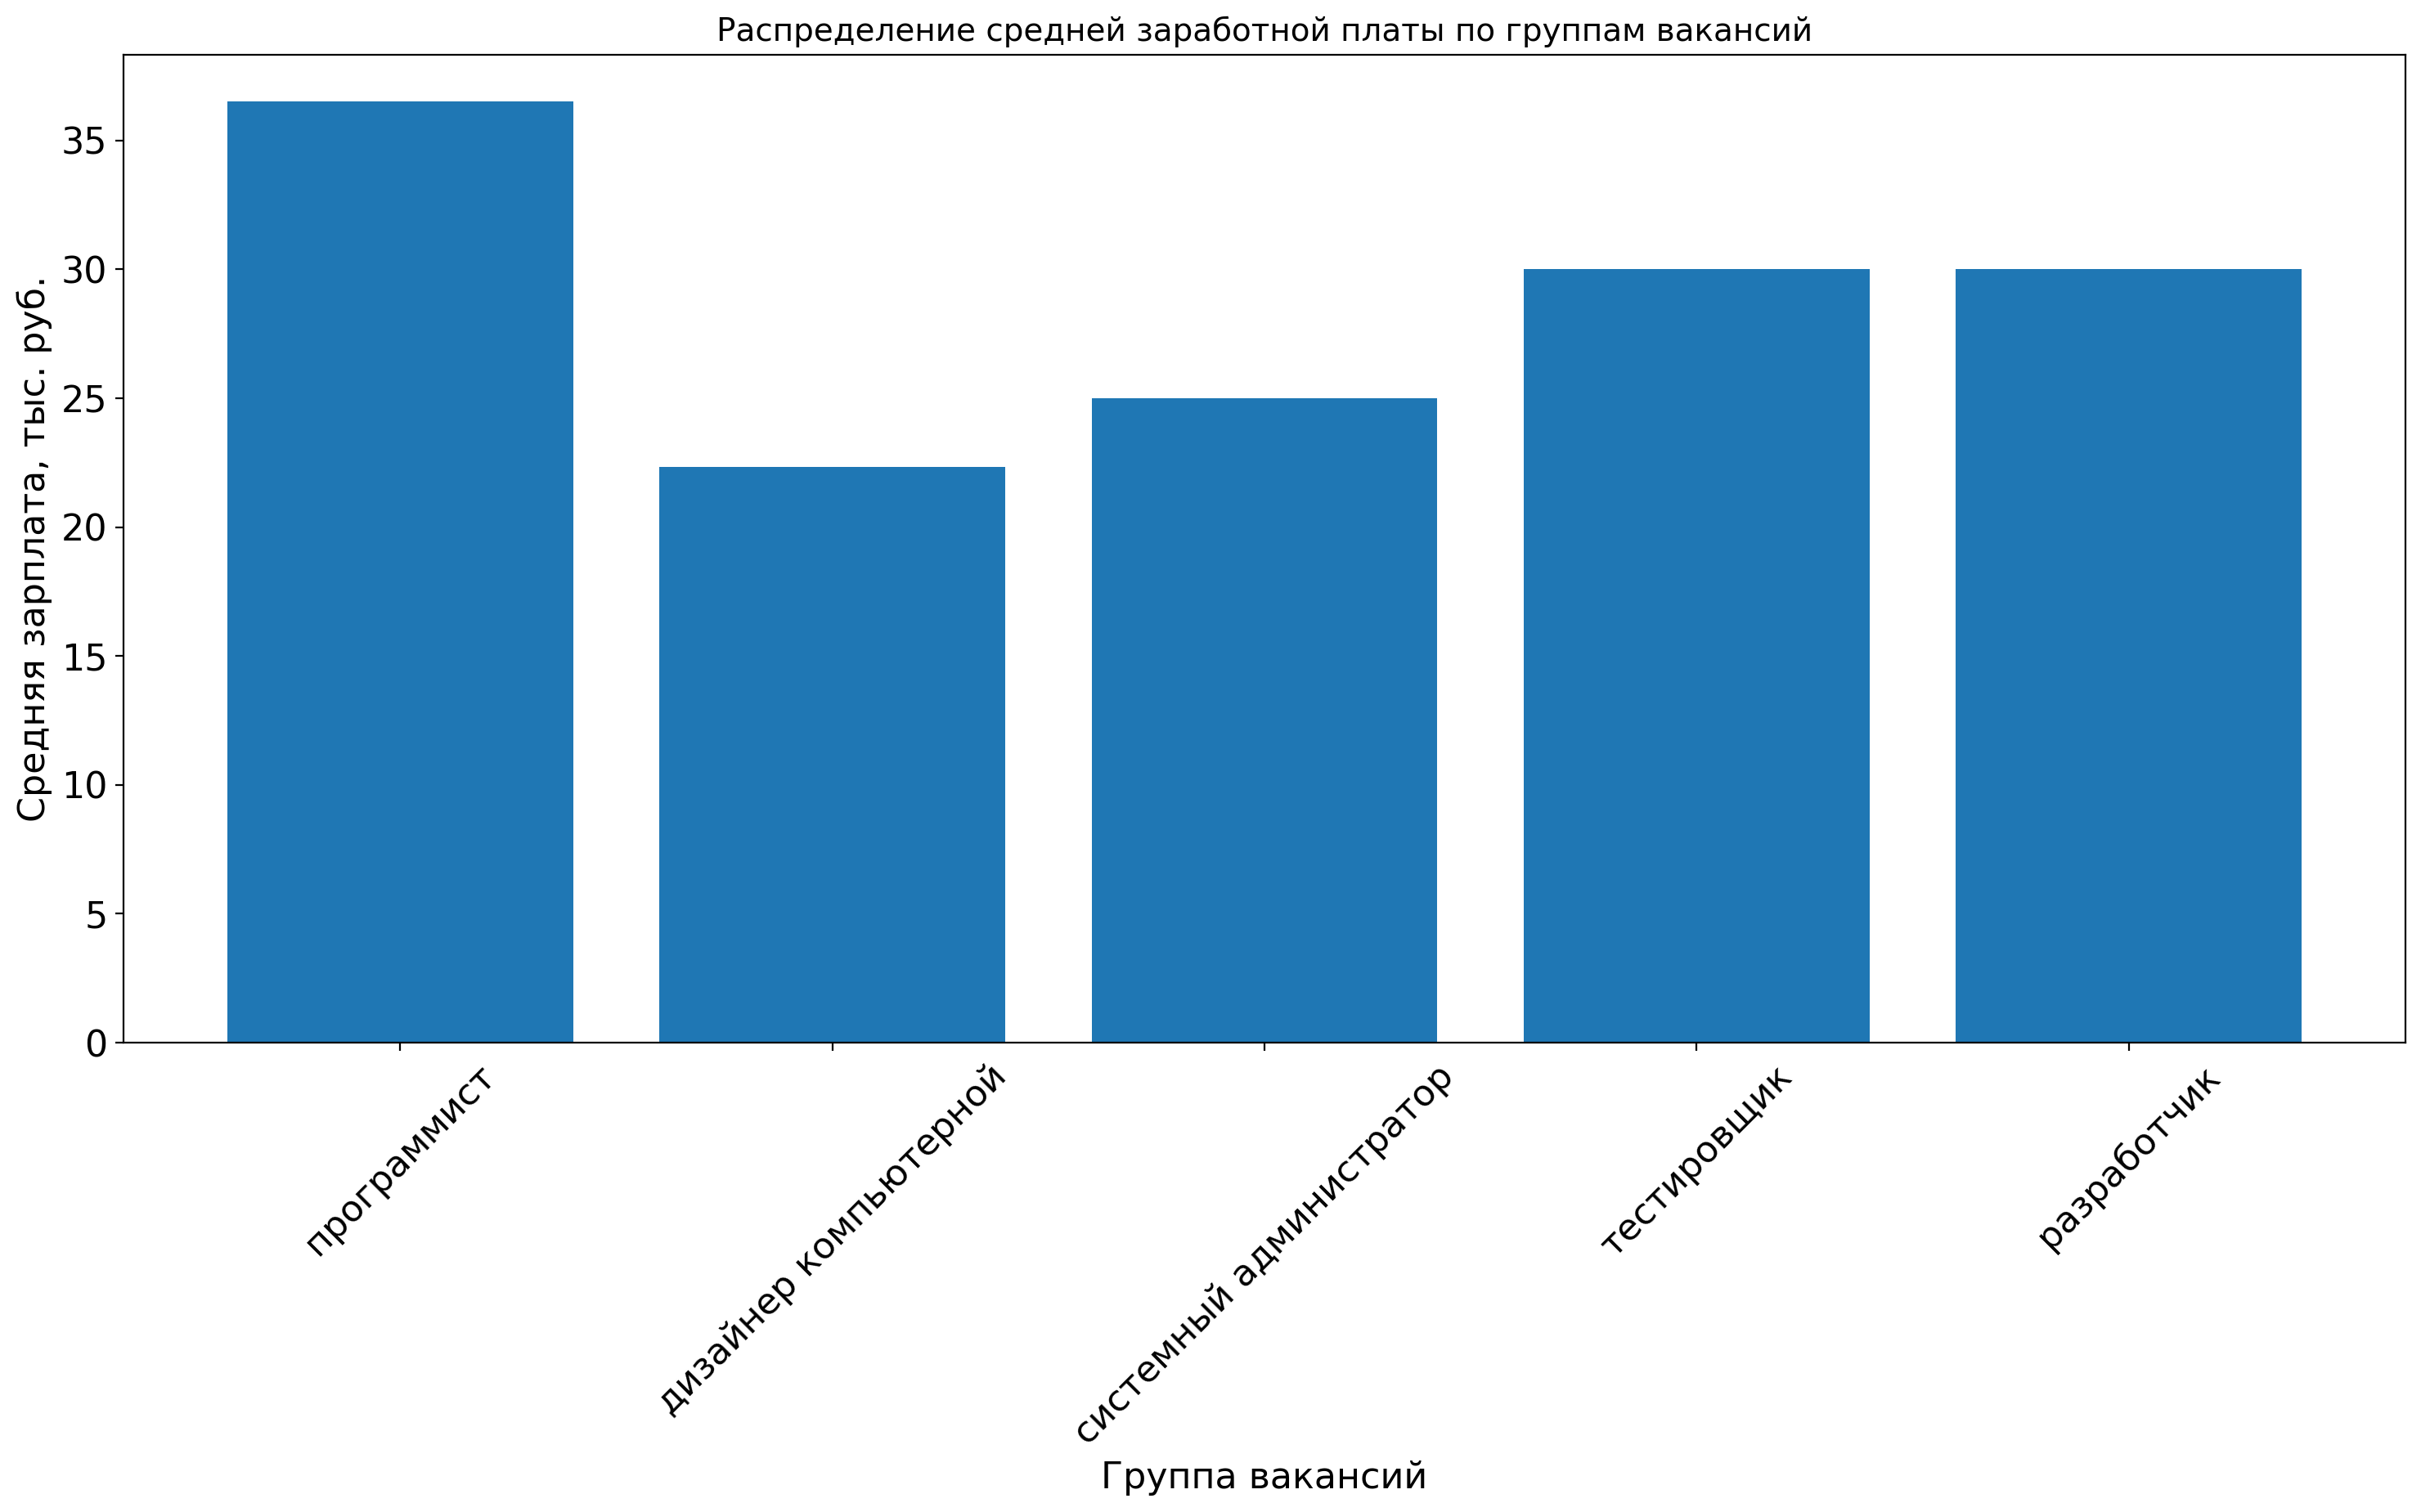 Распределение средней заработной платы по группам вакансий
Средняя зарплата, тыс. руб.
35
30
25
20
15
10
5
0
программист
дизайнер компьютерной
системный администратор
тестировщик
разработчик
Группа вакансий